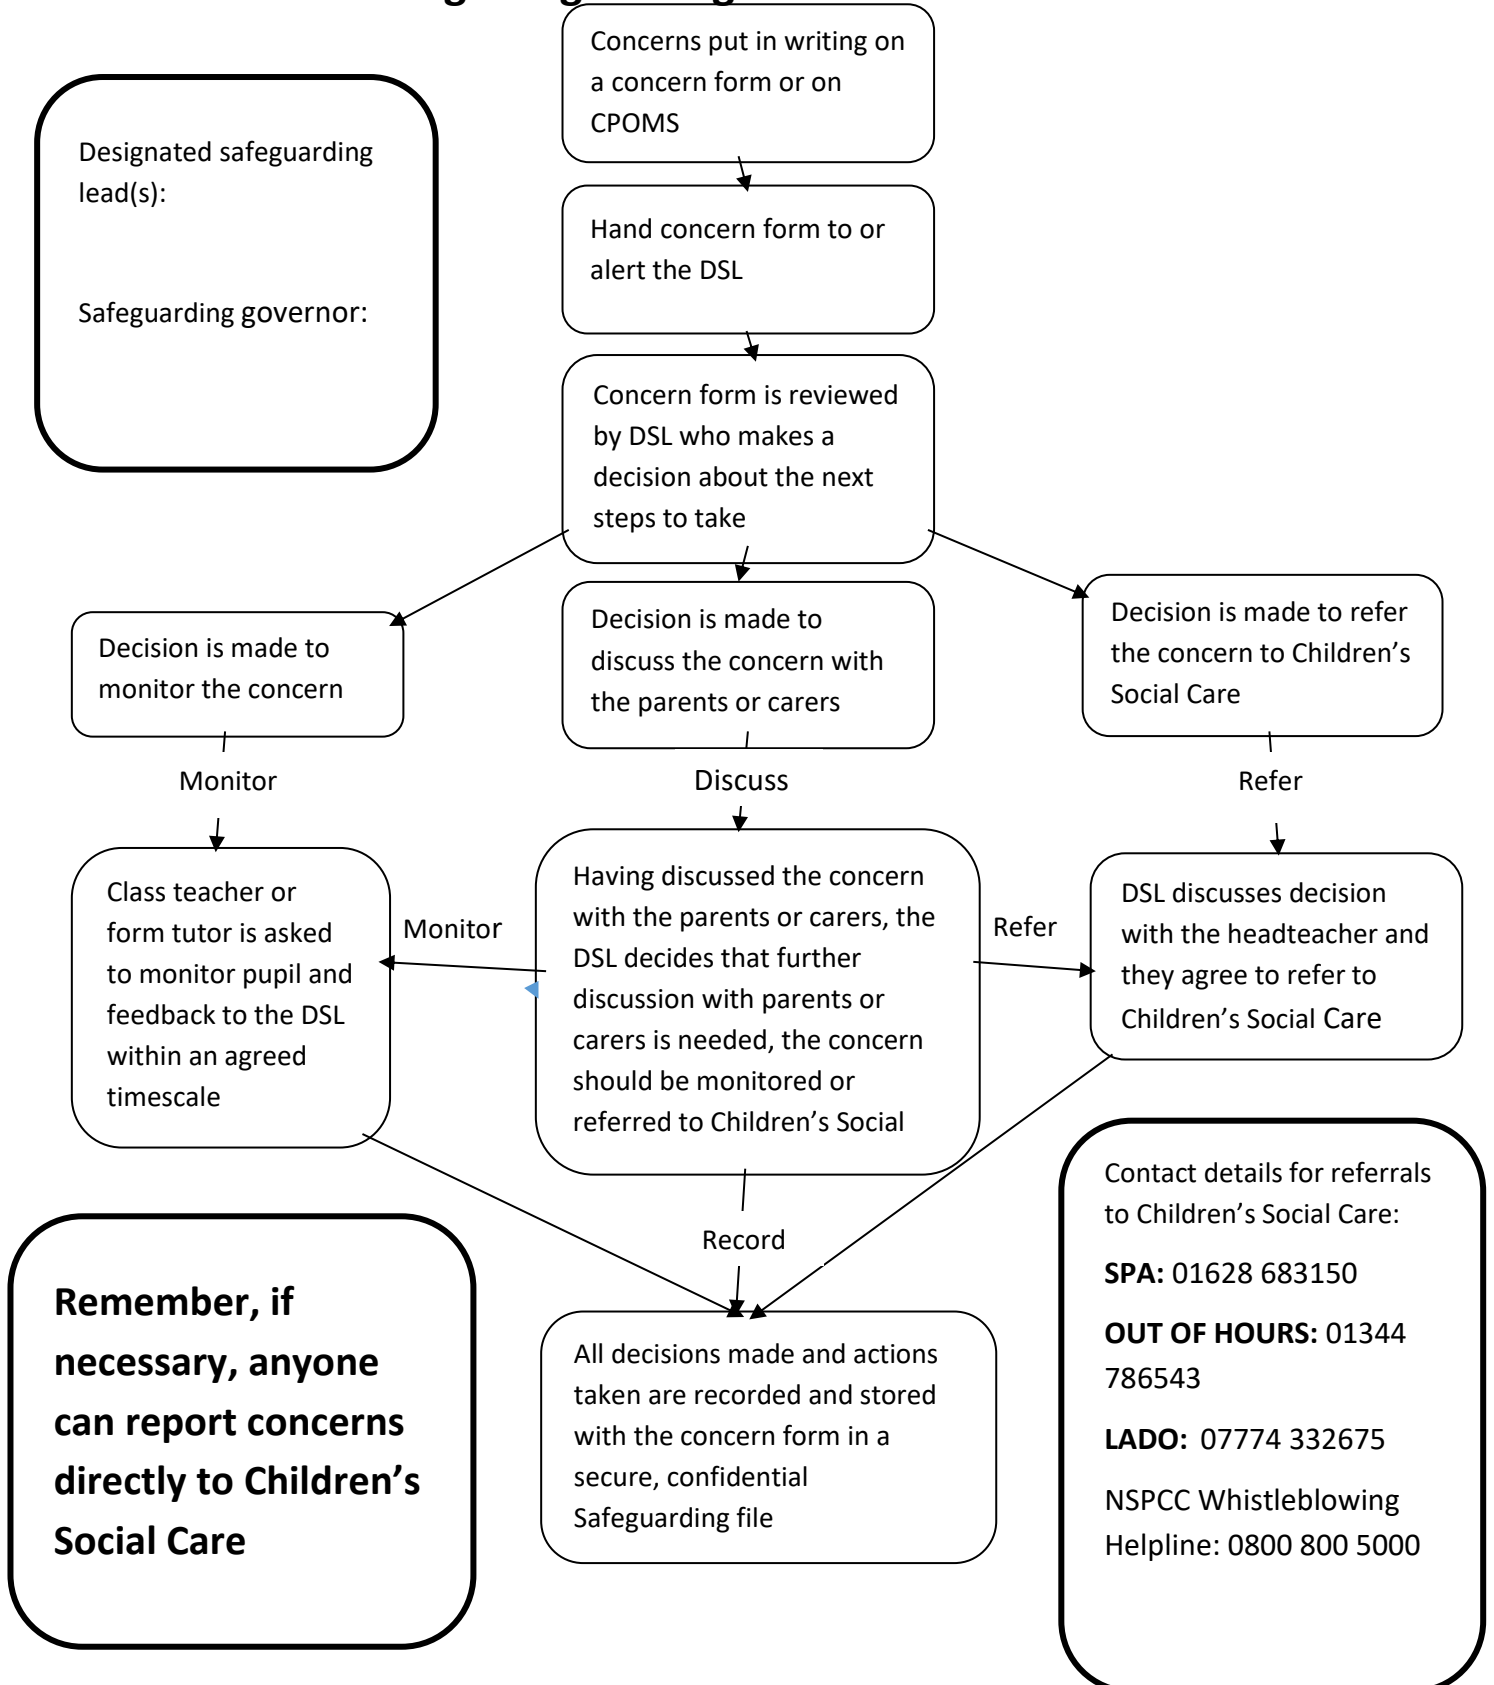 Concerns put in writing on
a concern form or on
CPOMS
Designated safeguarding
lead(s):
Safeguarding governor:
Hand concern form to or
alert the DSL
Concern form is reviewed
by DSL who makes a
decision about the next
steps to take
Decision is made to
monitor the concern
Decision is made to
discuss the concern with
the parents or carers
Decision is made to refer
the concern to Children’s
Social Care
Monitor
Discuss
Refer
Class teacher or
form tutor is asked
to monitor pupil and
feedback to the DSL
within an agreed
timescale
Monitor
Having discussed the concern
with the parents or carers, the
DSL decides that further
discussion with parents or
carers is needed, the concern
should be monitored or
referred to Children’s Social
Refer
DSL discusses decision
with the headteacher and
they agree to refer to
Children’s Social Care
Record
Remember, if
necessary, anyone
can report concerns
directly to Children’s
Social Care
All decisions made and actions
taken are recorded and stored
with the concern form in a
secure, confidential
Safeguarding file
Contact details for referrals
to Children’s Social Care:
SPA: 01628 683150
OUT OF HOURS: 01344
786543
LADO: 07774 332675
NSPCC Whistleblowing
Helpline: 0800 800 5000